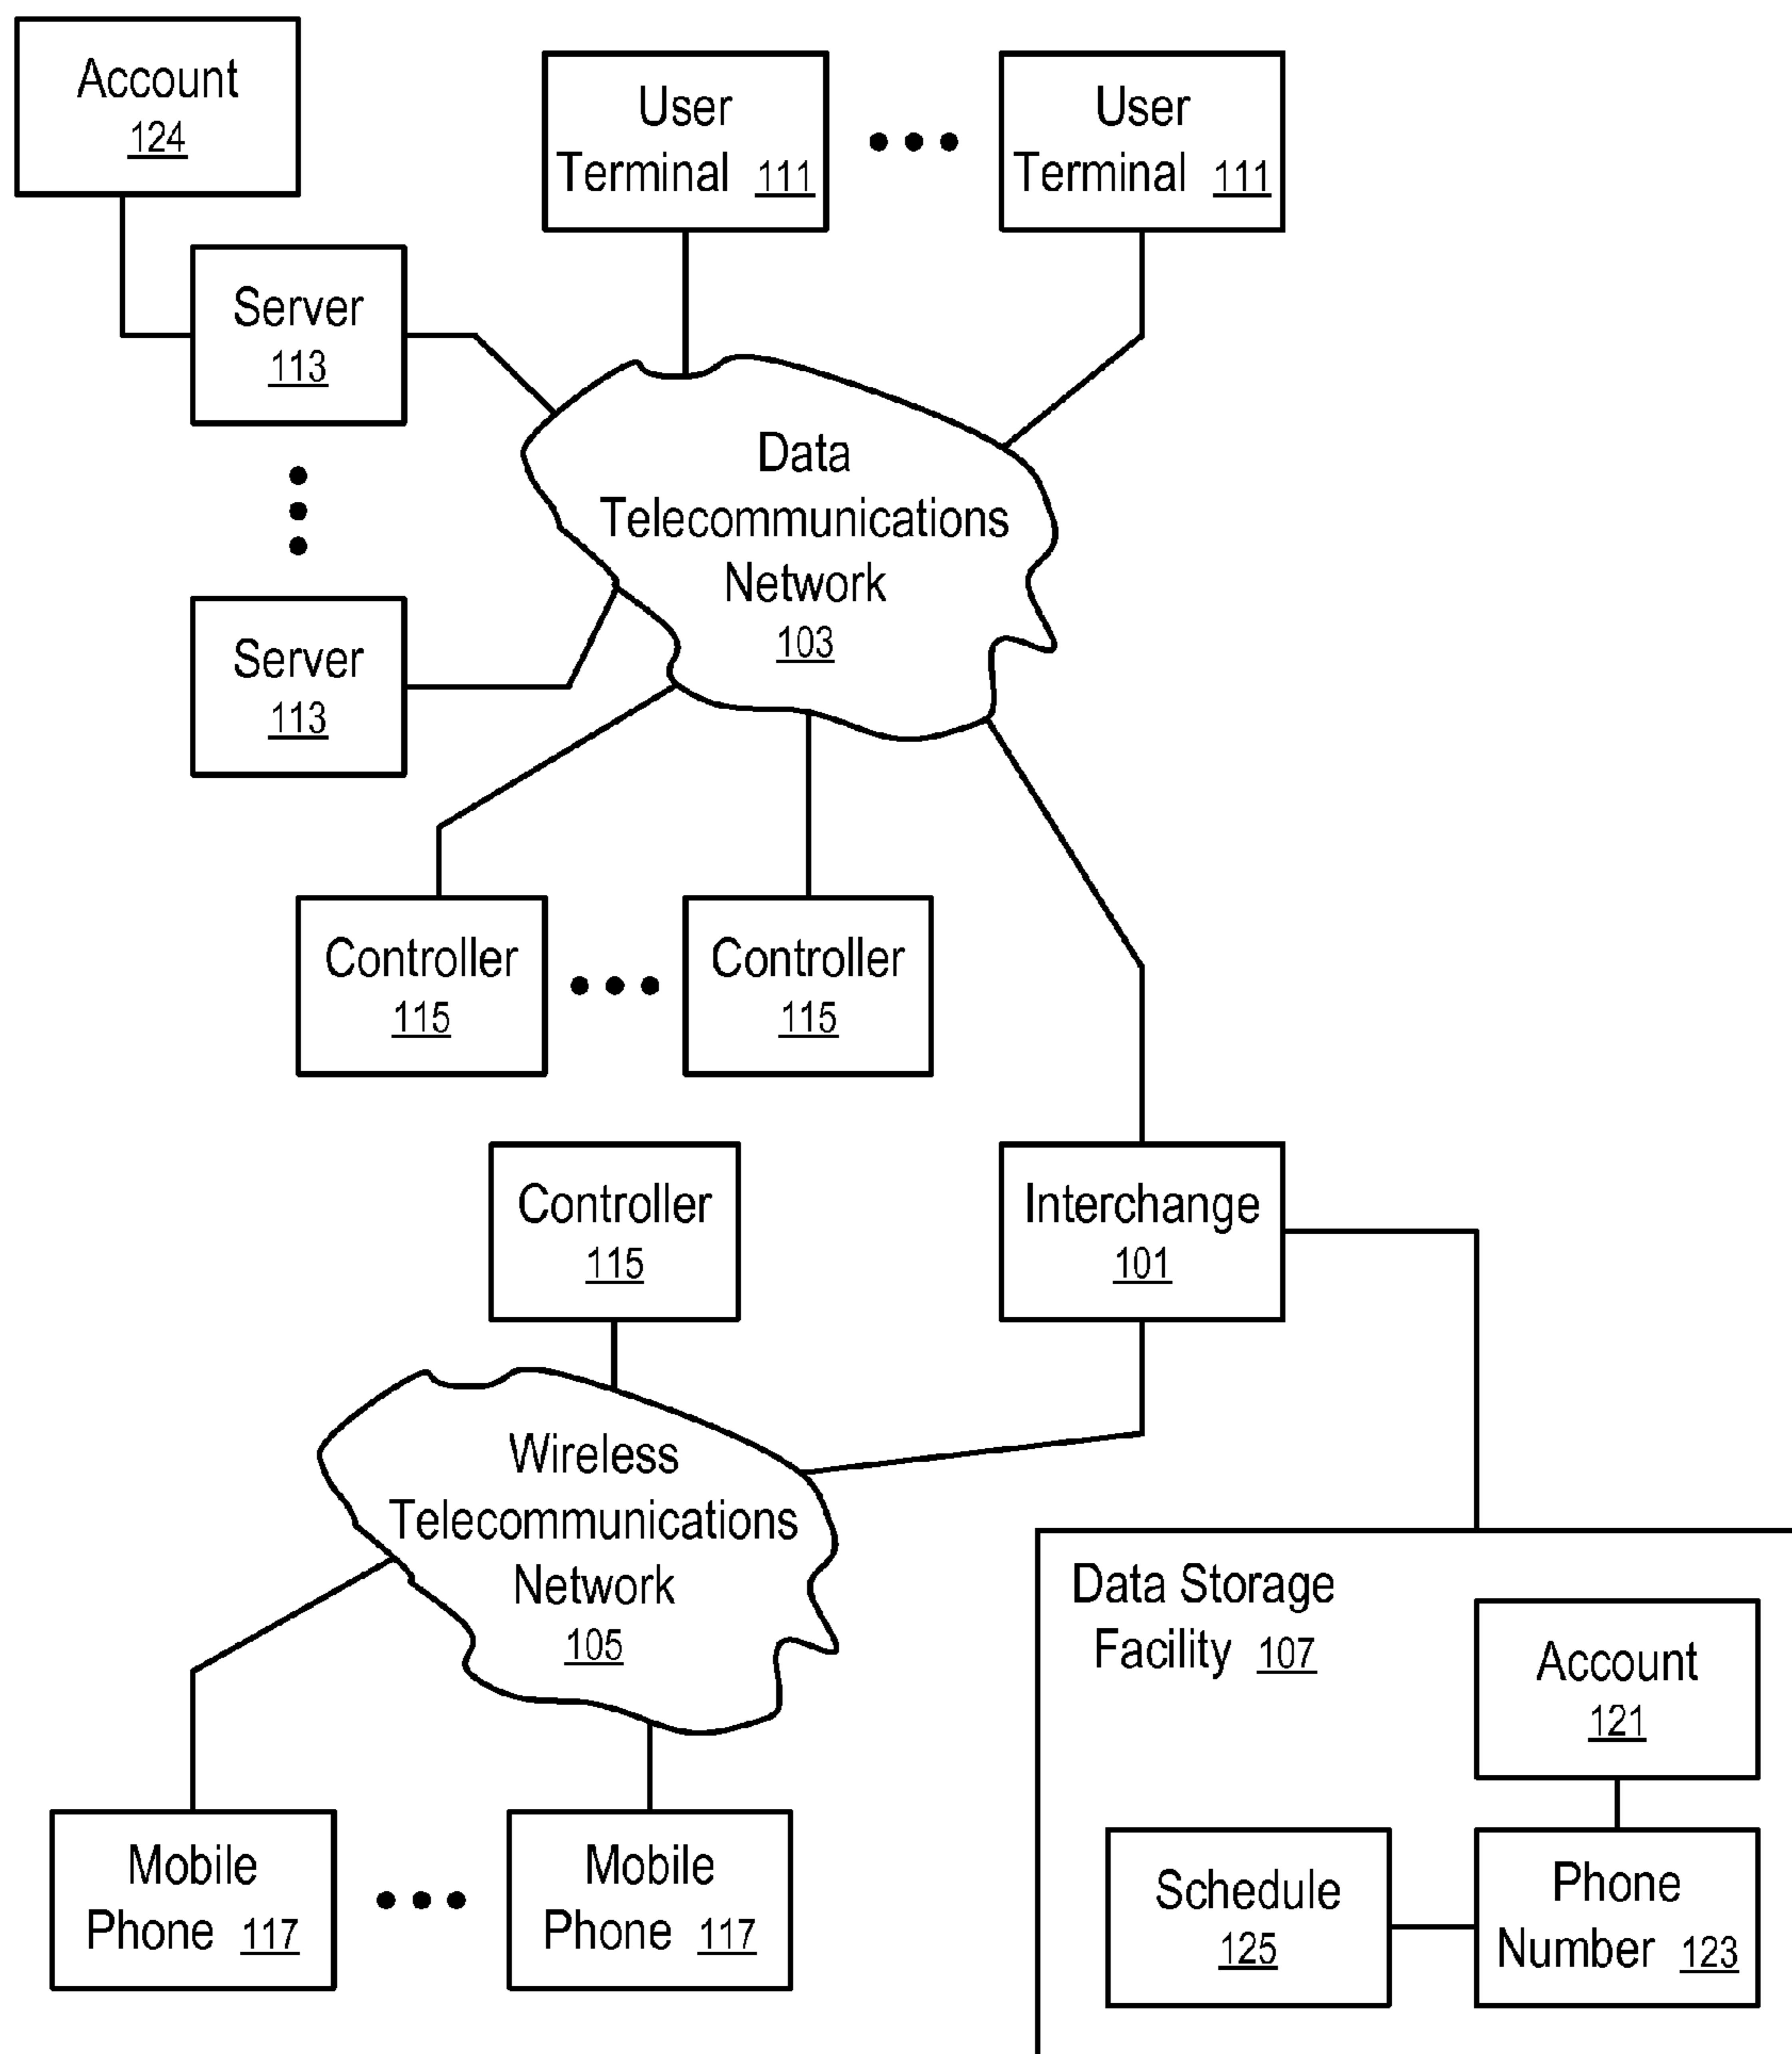 Account
124
User
Terminal 111
User
Terminal 111
Server
113
Data
Telecommunications
Network
103
Server
113
Controller
115
Controller
115
Controller
115
Interchange
101
Wireless
Telecommunications
Network
105
Data Storage
Facility 107
Account
121
Mobile
Phone 117
Mobile
Phone 117
Schedule
125
Phone
Number 123